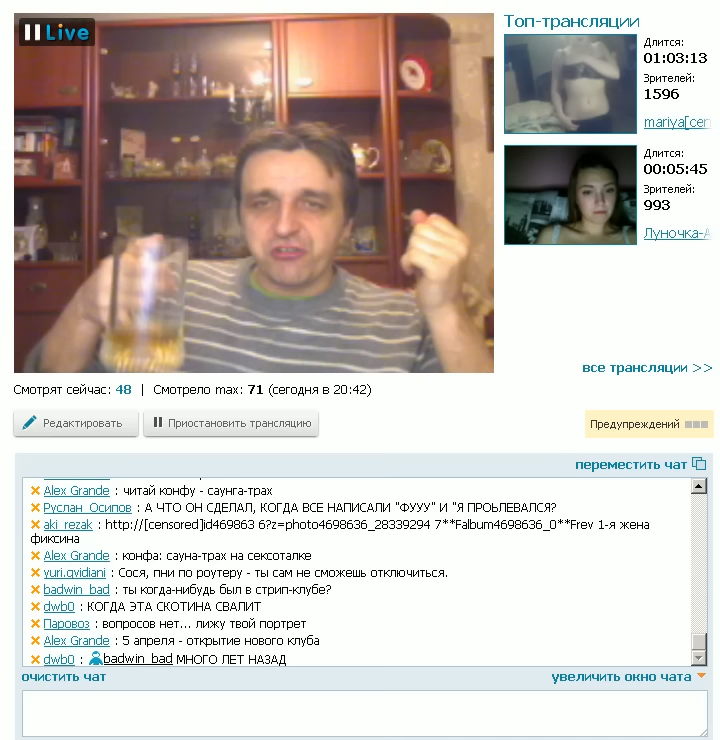 Live
Топ-трансляции
Длится:
01:03:13
Зрителей:
1596
mariya[cen
Длится:
00:05:45
Зрителей:
993
Луночка-А
все трансляции >>
Смотрят сейчас: 48 | Смотрело max: 71 (сегодня в 20:42)
Редактировать
Приостановить трансляцию
Предупреждений
переместить чат
Alex Grande : читай конфу - саунга-трах
Руслан_Осипов : А ЧТО ОН СДЕЛАЛ, КОГДА ВСЕ НАПИСАЛИ "ФУУУ" И "Я ПРОЬЛЕВАЛСЯ?
aki_rezak : http://[censored]id469863 6?z=photo4698636_28339294 7**Falbum4698636_0**Frev 1-я жена
фиксина
Alex Grande : конфа: сауна-трах на сексоталке
yuri.gvidiani : Сося, пни по роутеру - ты сам не сможешь отключиться.
badwin_bad : ты когда-нибудь был в стрип-клубе?
dwb0 : КОГДА ЭТА СКОТИНА СВАЛИТ
Паровоз : вопросов нет... лижу твой портрет
Alex Grande : 5 апреля - открытие нового клуба
dwb0 : badwin_bad МНОГО ЛЕТ НАЗАД
очистить чат
увеличить окно чата